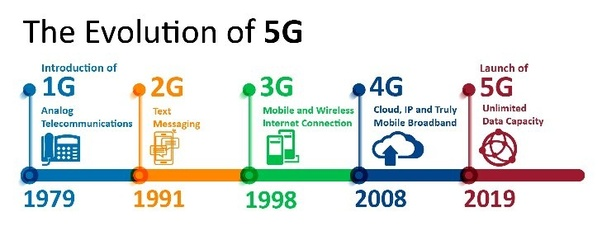 The Evolution of 5G
Introduction of
1G
Analog
Telecommunications
1979
2G
Text
Messaging
1991
3G
Mobile and Wireless
Internet Connection
1998
4G
Cloud, IP and Truly
Mobile Broadband
2008
Launch of
5G
Unlimited
Data Capacity
2019